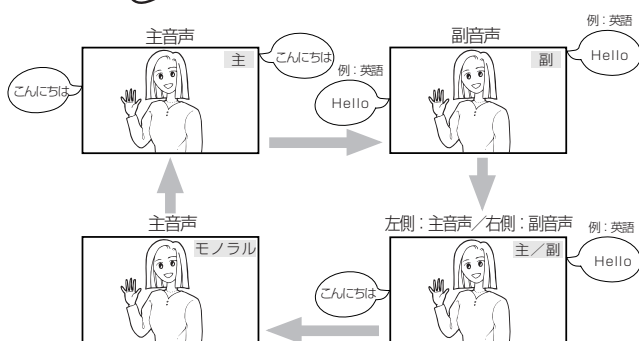 主音声
主
こんにちは
こんにちは
副音声
副
例：英語
Hello
例：英語
Hello
左側：主音声／右側：副音声
主／副
こんにちは
例：英語
Hello
主音声
モノラル